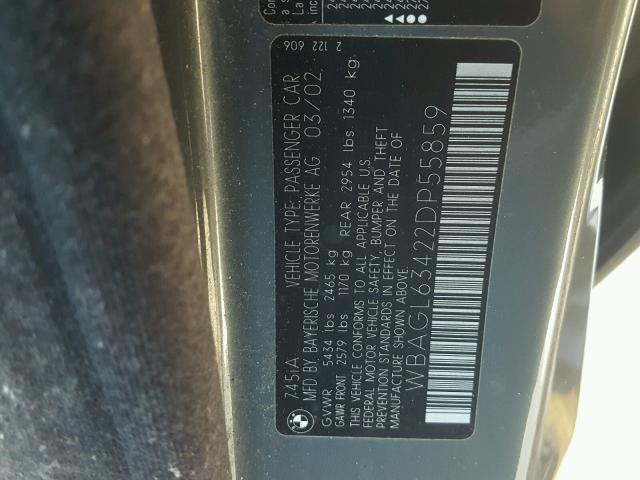 2 122 606
745iA VEHICLE TYPE: PASSENGER CAR
MFD BY, BAYERISCHE MOTORENWERKE AG 03/02
GVWR 5434 lbs 2465 kg
GAWR FRONT 2579 lbs 1170 kg REAR 2954 lbs 1340 kg
THIS VEHICLE CONFORMS TO ALL APPLICABLE U.S.
FEDERAL MOTOR VEHICLE SAFETY, BUMPER AND THEFT
PREVENTION STANDARDS IN EFFECT ON DATE OF
MANUFACTURE SHOWN ABOVE.
WBAGL63422DP55859